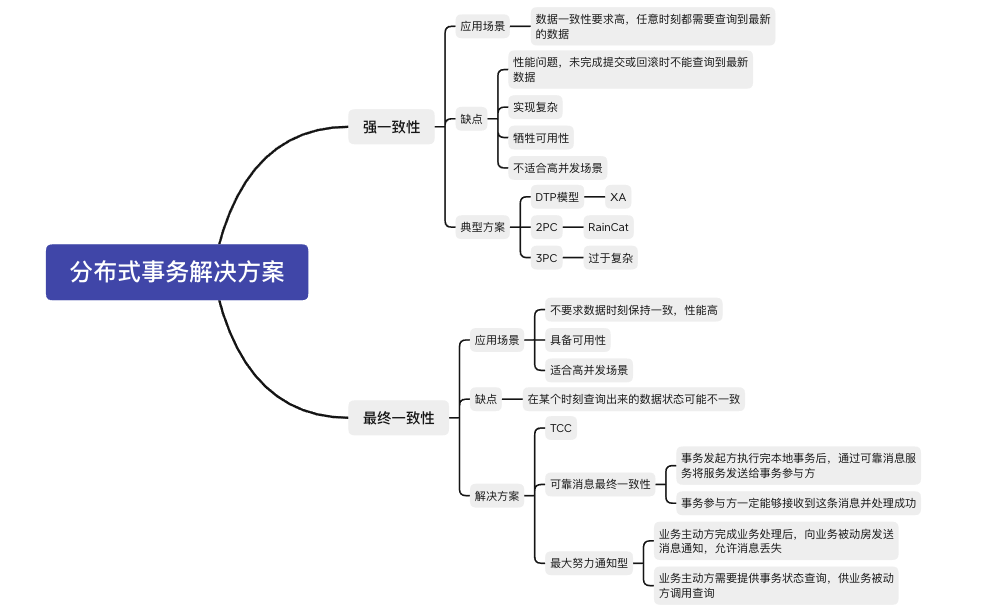 分布式事务解决方案
强一致性
应用场景
数据一致性要求高，任意时刻都需要查询到最新
的数据
缺点
性能问题，未完成提交或回滚时不能查询到最新
数据
实现复杂
牺牲可用性
不适合高并发场景
典型方案
DTP模型
XA
2PC
RainCat
3PC
过于复杂
最终一致性
应用场景
不要求数据时刻保持一致，性能高
具备可用性
适合高并发场景
缺点
在某个时刻查询出来的数据状态可能不一致
解决方案
TCC
可靠消息最终一致性
事务发起方执行完本地事务后，通过可靠消息服
务将服务发送给事务参与方
事务参与方一定能够接收到这条消息并处理成功
最大努力通知型
业务主动方完成业务处理后，向业务被动房发送
消息通知，允许消息丢失
业务主动方需要提供事务状态查询，供业务被动
方调用查询